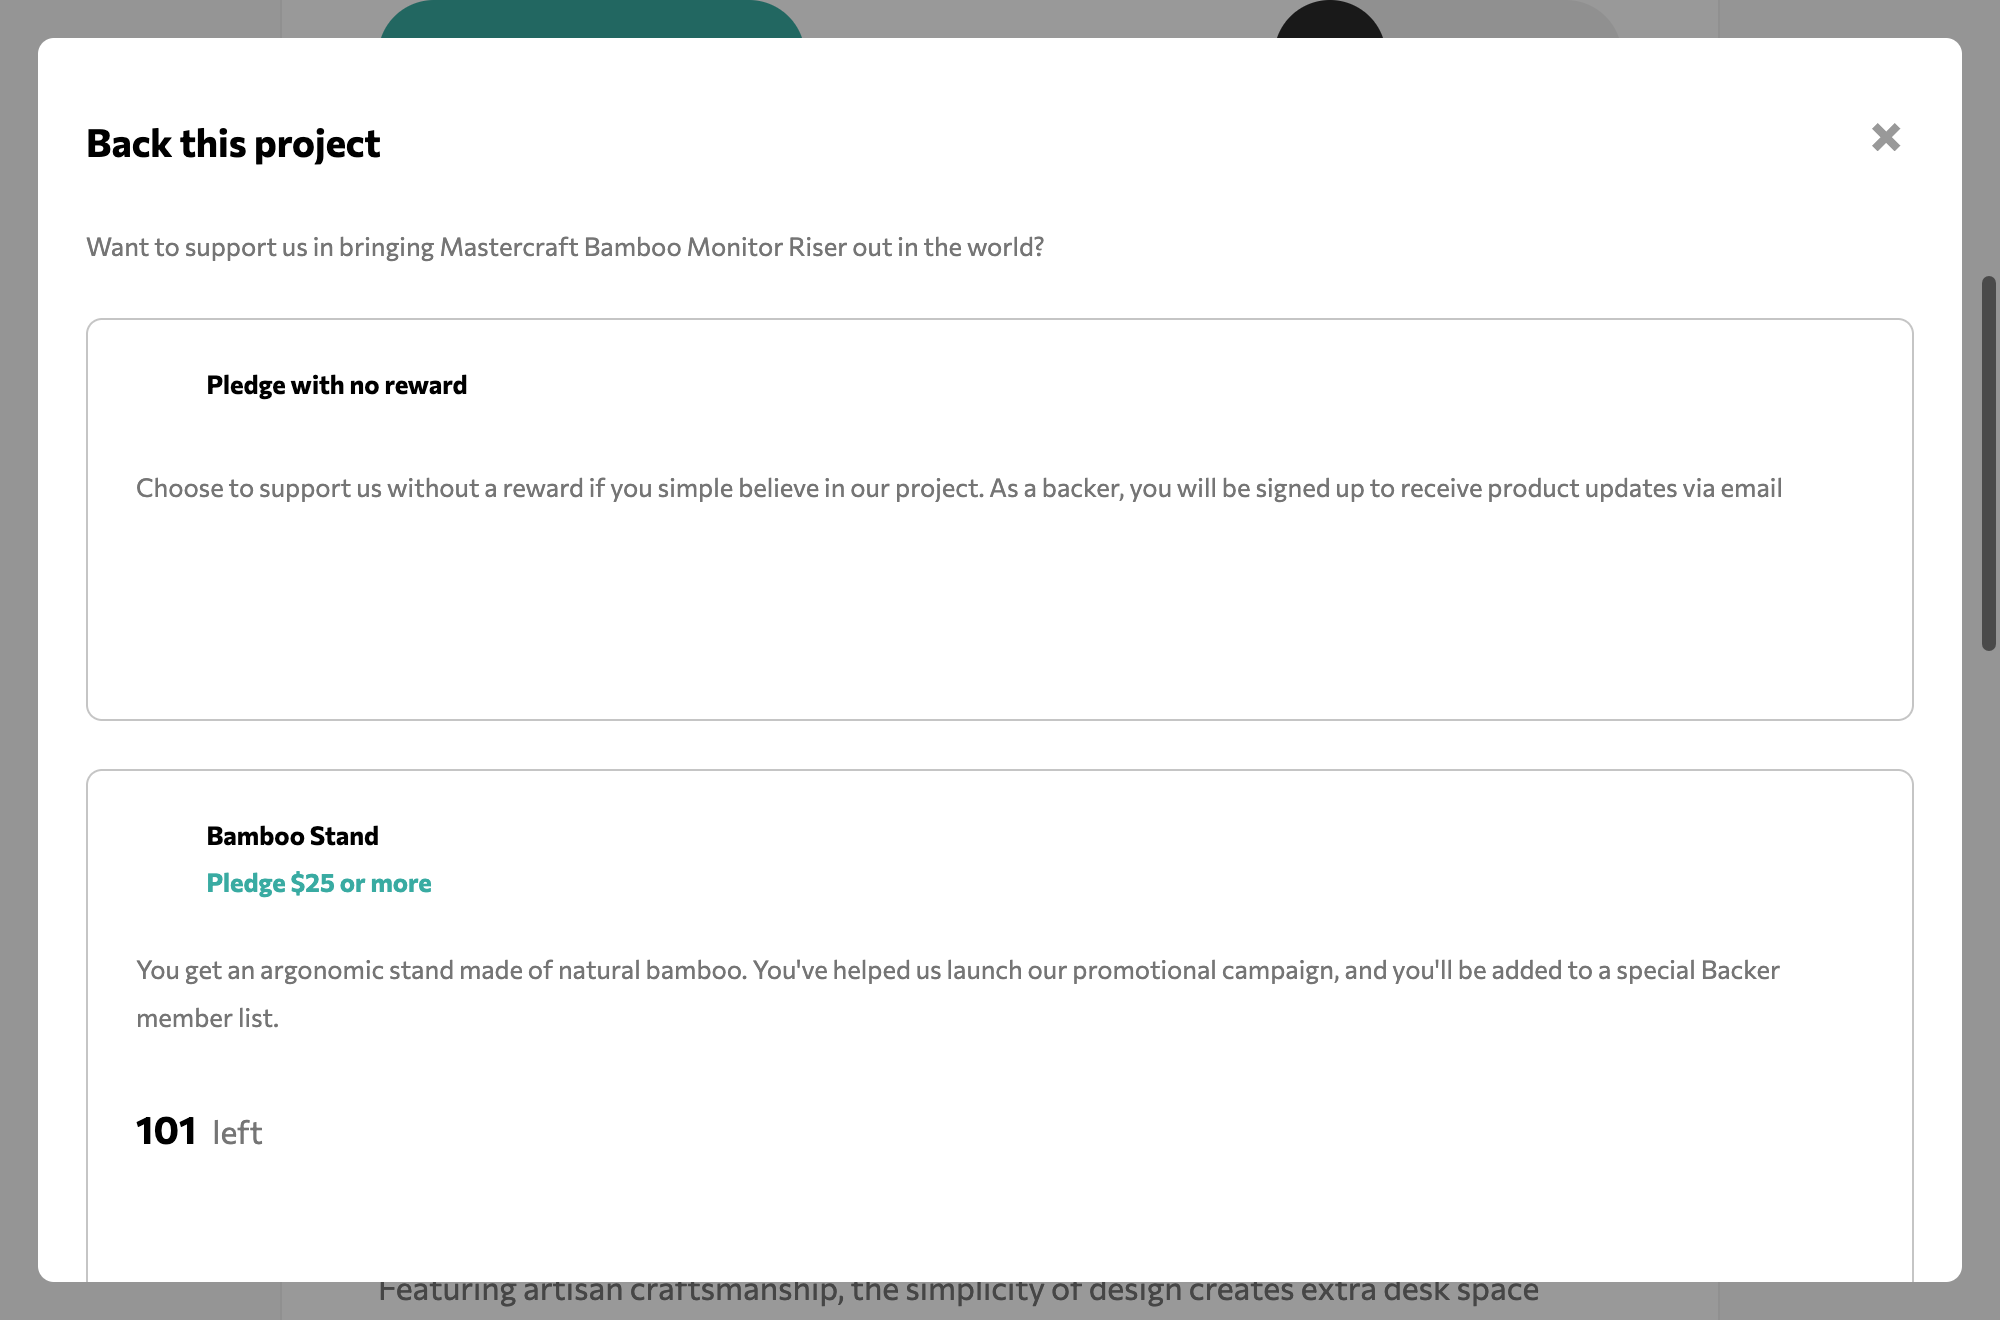 Back this project
Want to support us in bringing Mastercraft Bamboo Monitor Riser out in the world?
Pledge with no reward
Choose to support us without a reward if you simple believe in our project. As a backer, you will be signed up to receive product updates via email
Bamboo Stand
Pledge $25 or more
You get an argonomic stand made of natural bamboo. You've helped us launch our promotional campaign, and you'll be added to a special Backer
member list.
101 left
Featuring artisan craftsmanship, the simplicity of design creates extra desk space